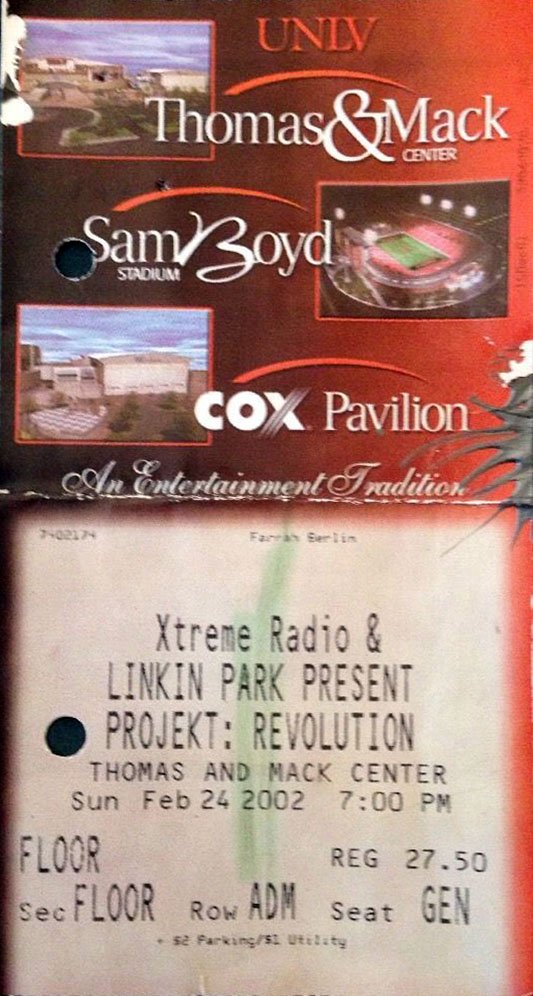 UNLV
Thomas&Mack
CENTER
Sam Boyd
STADIUM
COX Pavilion
An Entertainment Tradition
7402174 Farrah Berlin
Xtreme Radio &
LINKIN PARK PRESENT
PROJEKT: REVOLUTION
THOMAS AND MACK CENTER
Sun Feb 24 2002 7:00 PM
FLOOR REG 27.50
Sec FLOOR Row ADM Seat GEN
+ $2 Parking/$1 Utility